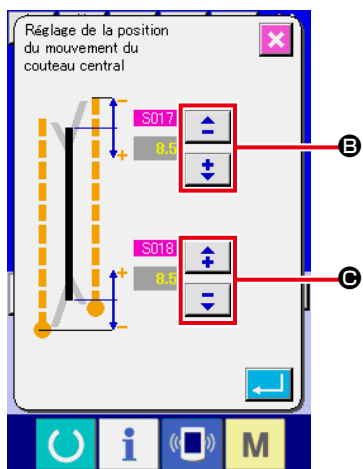 Réglage de la position
du mouvement du
couteau central
S017
8.5
B
S018
8.5
C
M